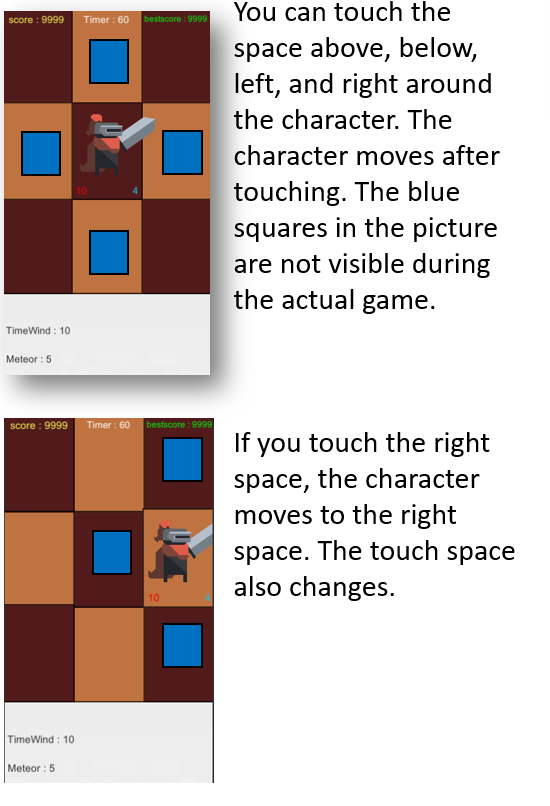 score : 9999 Timer : 60 bestscore : 9999
10 4
TimeWind : 10
Meteor : 5
You can touch the
space above, below,
left, and right around
the character. The
character moves after
touching. The blue
squares in the picture
are not visible during
the actual game.
score : 9999 Timer : 60 bestscore : 9999
10 4
TimeWind : 10
Meteor : 5
If you touch the right
space, the character
moves to the right
space. The touch space
also changes.